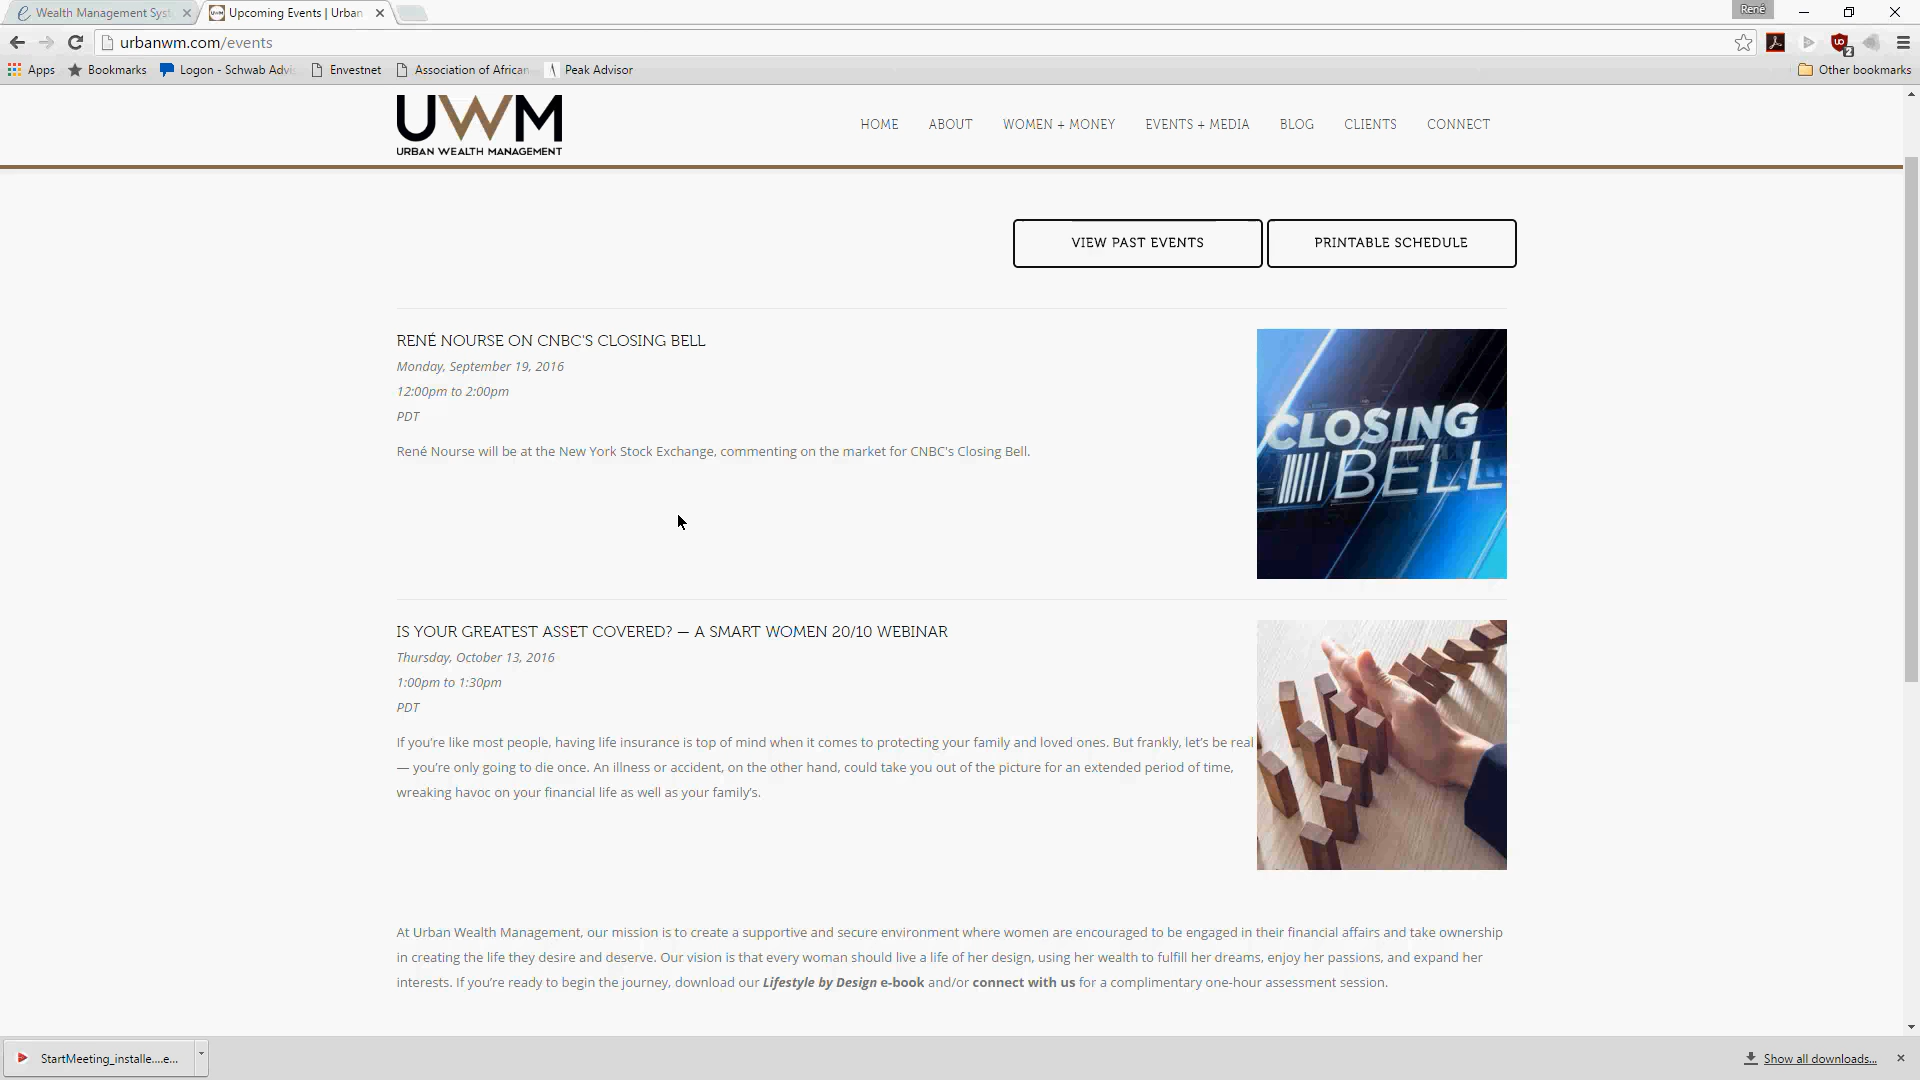 Wealth Management Syst
Upcoming Events | Urban
René
urbanwm.com/events
Apps
Bookmarks
Logon - Schwab Advis
Envestnet
Association of African
Peak Advisor
Other bookmarks
UWM
URBAN WEALTH MANAGEMENT
HOME
ABOUT
WOMEN + MONEY
EVENTS + MEDIA
BLOG
CLIENTS
CONNECT
VIEW PAST EVENTS
PRINTABLE SCHEDULE
RENÉ NOURSE ON CNBC'S CLOSING BELL
Monday, September 19, 2016
12:00pm to 2:00pm
PDT
René Nourse will be at the New York Stock Exchange, commenting on the market for CNBC's Closing Bell.
CLOSING
BELL
IS YOUR GREATEST ASSET COVERED? — A SMART WOMEN 20/10 WEBINAR
Thursday, October 13, 2016
1:00pm to 1:30pm
PDT
If you’re like most people, having life insurance is top of mind when it comes to protecting your family and loved ones. But frankly, let’s be real
— you’re only going to die once. An illness or accident, on the other hand, could take you out of the picture for an extended period of time,
wreaking havoc on your financial life as well as your family’s.
At Urban Wealth Management, our mission is to create a supportive and secure environment where women are encouraged to be engaged in their financial affairs and take ownership
in creating the life they desire and deserve. Our vision is that every woman should live a life of her design, using her wealth to fulfill her dreams, enjoy her passions, and expand her
interests. If you’re ready to begin the journey, download our Lifestyle by Design e-book and/or connect with us for a complimentary one-hour assessment session.
StartMeeting_installe....e...
Show all downloads...